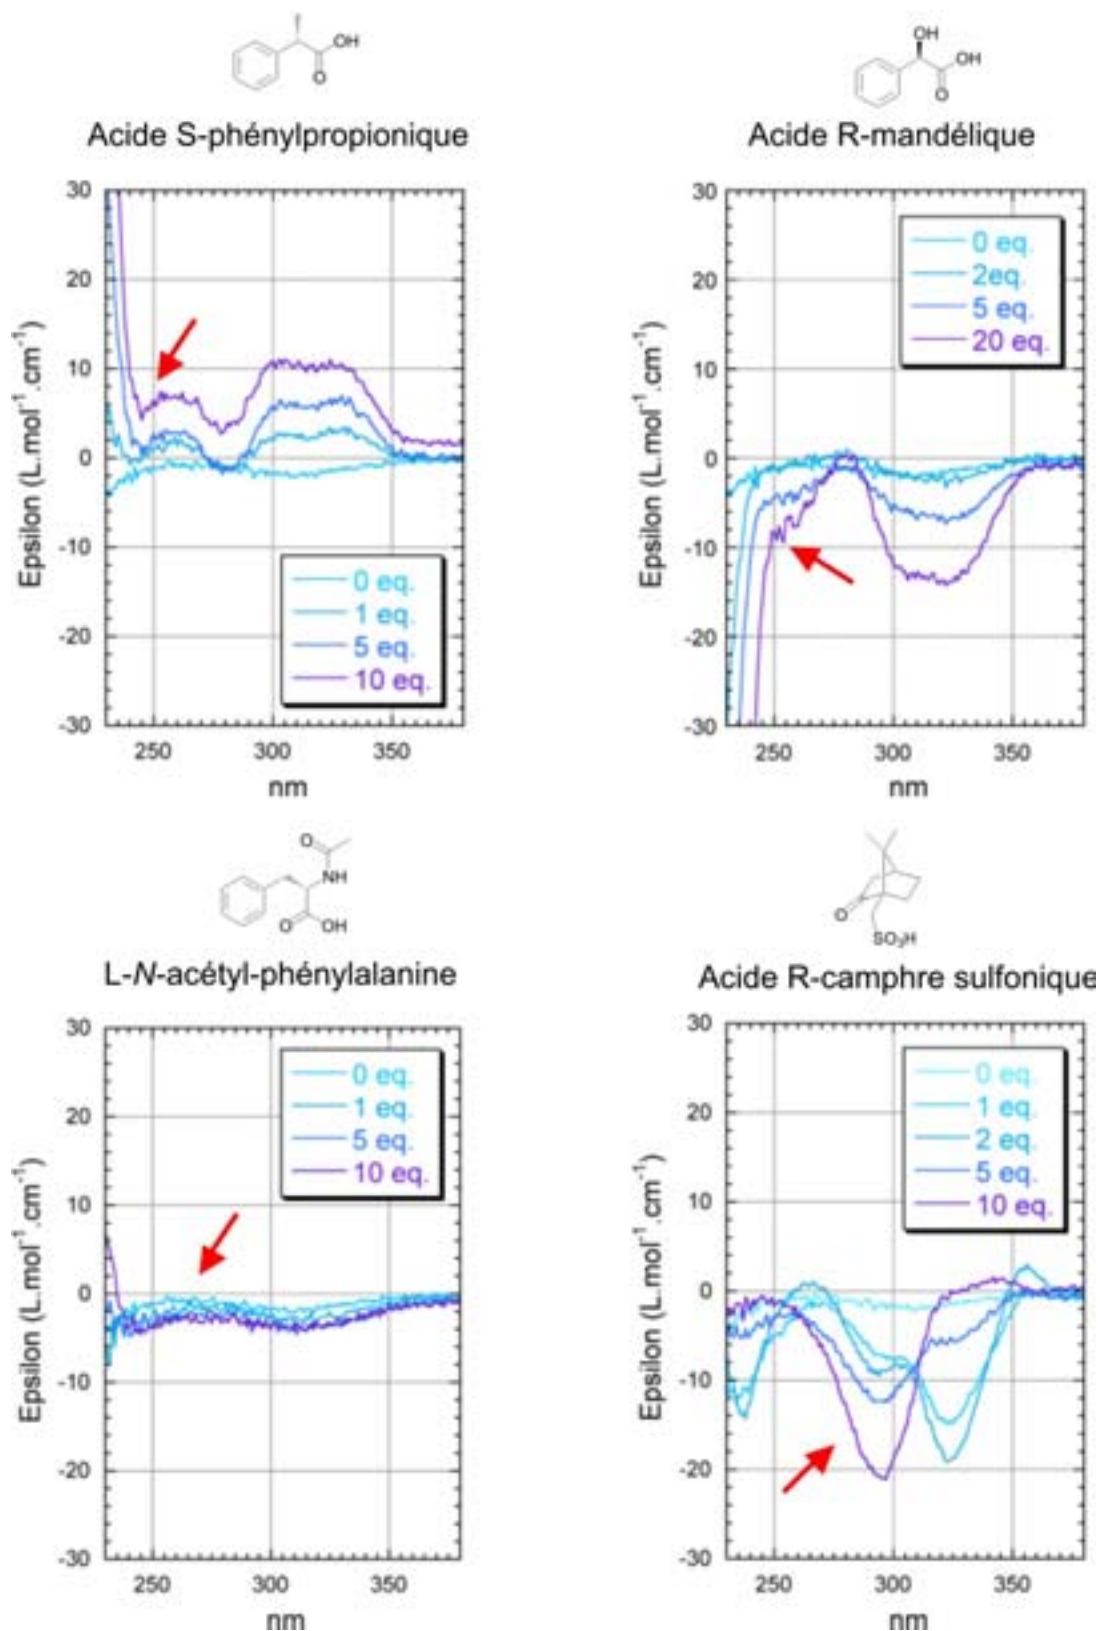 OH
O
Acide S-phénylpropionique
30
20
10
0
-10
-20
-30
Epsilon (L.mol-1.cm-1)
0 eq.
1 eq.
5 eq.
10 eq.
250
300
350
nm
OH
OH
O
Acide R-mandélique
30
20
10
0
-10
-20
-30
Epsilon (L.mol-1.cm-1)
0 eq.
2eq.
5 eq.
20 eq.
250
300
350
nm
O
NH
O
OH
L-N-acétyl-phénylalanine
30
20
10
0
-10
-20
-30
Epsilon (L.mol-1.cm-1)
0 eq.
1 eq.
5 eq.
10 eq.
250
300
350
nm
O
SO3H
Acide R-camphre sulfonique
30
20
10
0
-10
-20
-30
Epsilon (L.mol-1.cm-1)
0 eq.
1 eq.
2 eq.
5 eq.
10 eq.
250
300
350
nm